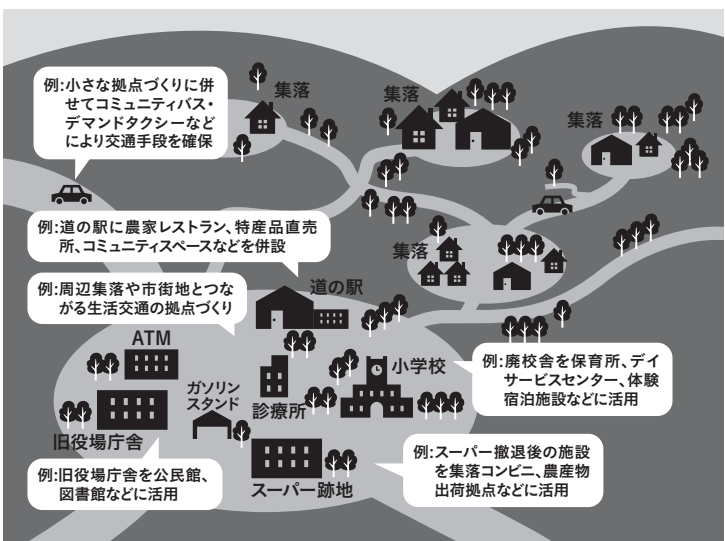 例:小さな拠点づくりに併
せてコミュニティバス・
デマンドタクシーなど
により交通手段を確保
集落
集落
集落
例:道の駅に農家レストラン、特産品直売
所、コミュニティスペースなどを併設
集落
例:周辺集落や市街地とつな
がる生活交通の拠点づくり
道の駅
ATM
ガソリン
スタンド
診療所
小学校
例:廃校舎を保育所、デイ
サービスセンター、体験
宿泊施設などに活用
旧役場庁舎
例:旧役場庁舎を公民館、
図書館などに活用
スーパー跡地
例:スーパー撤退後の施設
を集落コンビニ、農産物
出荷拠点などに活用